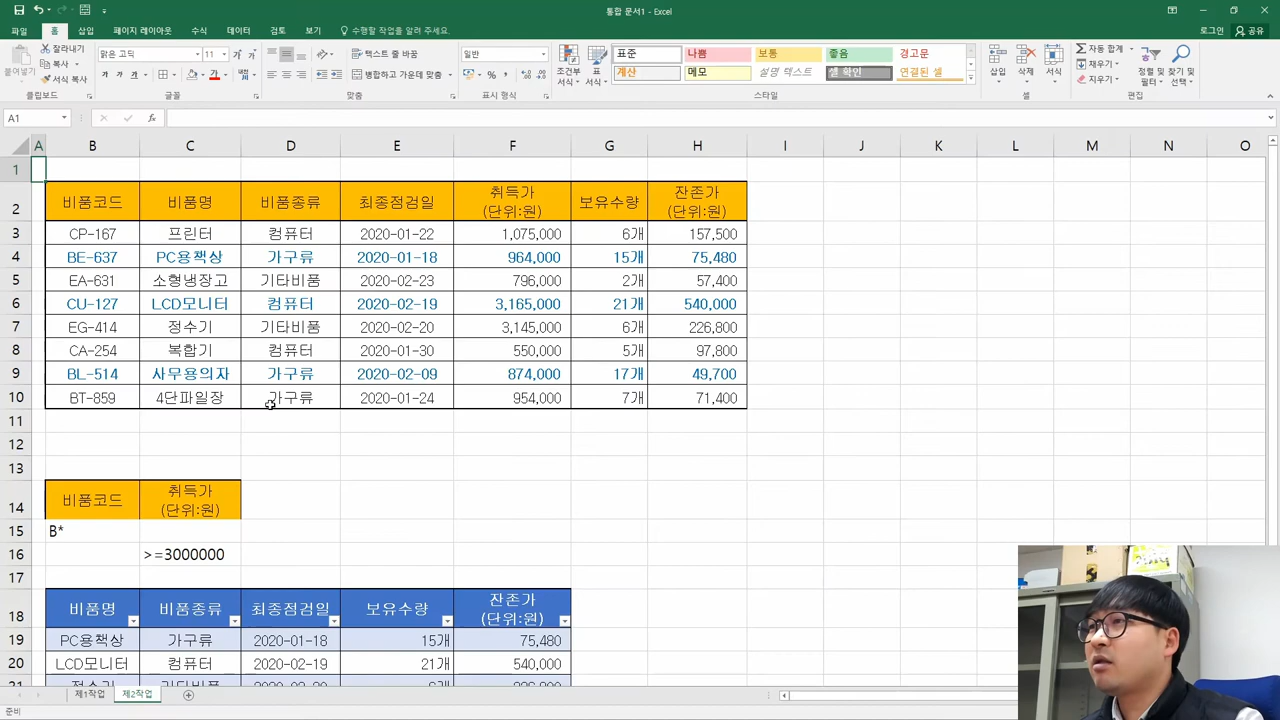 통합 문서1 - Excel
파일 홈 삽입 페이지 레이아웃 수식 데이터 검토 보기 수행할 작업을 알려 주세요. 로그인 공유
붙여넣기 잘라내기 복사 서식 복사
맑은 고딕 11 가 가
가 가 가 가 가
텍스트 줄 바꿈
병합하고 가운데 맞춤
일반
조건부 서식 표 서식
표준 나쁨 보통 좋음 경고문
계산 메모 설명 텍스트 셀 확인 연결된 셀
삽입 삭제 서식
자동 합계 채우기 지우기
정렬 및 필터 찾기 및 선택
클립보드 글꼴 맞춤 표시 형식 스타일 셀 편집
A1 fx
A B C D E F G H I J K L M N O
1
2 비품코드 비품명 비품종류 최종점검일 취득가 (단위:원) 보유수량 잔존가 (단위:원)
3 CP-167 프린터 컴퓨터 2020-01-22 1,075,000 6개 157,500
4 BE-637 PC용책상 가구류 2020-01-18 964,000 15개 75,480
5 EA-631 소형냉장고 기타비품 2020-02-23 796,000 2개 57,400
6 CU-127 LCD모니터 컴퓨터 2020-02-19 3,165,000 21개 540,000
7 EG-414 정수기 기타비품 2020-02-20 3,145,000 6개 226,800
8 CA-254 복합기 컴퓨터 2020-01-30 550,000 5개 97,800
9 BL-514 사무용의자 가구류 2020-02-09 874,000 17개 49,700
10 BT-859 4단파일장 가구류 2020-01-24 954,000 7개 71,400
11
12
13
14 비품코드 취득가 (단위:원)
15 B*
16 >=3000000
17
18 비품명 비품종류 최종점검일 보유수량 잔존가 (단위:원)
19 PC용책상 가구류 2020-01-18 15개 75,480
20 LCD모니터 컴퓨터 2020-02-19 21개 540,000
21 정수기 기타비품 2020-02-20 6개 226,800
제1작업 제2작업
준비